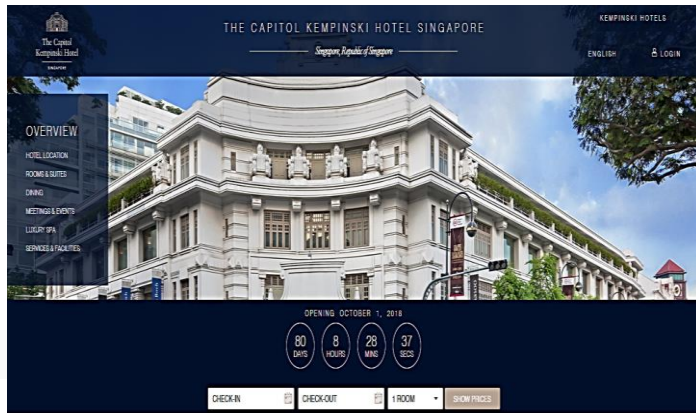 The Capitol
Kempinski Hotel
SINGAPORE
THE CAPITOL KEMPINSKI HOTEL SINGAPORE
Singapore, Republic of Singapore
KEMPINSKI HOTELS
ENGLISH
LOGIN
OVERVIEW
HOTEL LOCATION
ROOMS & SUITES
DINING
MEETINGS & EVENTS
LUXURY SPA
SERVICES & FACILITIES
OPENING OCTOBER 1, 2018
80 DAYS
8 HOURS
28 MINS
37 SECS
CHECK-IN
CHECK-OUT
1 ROOM
SHOW PRICES